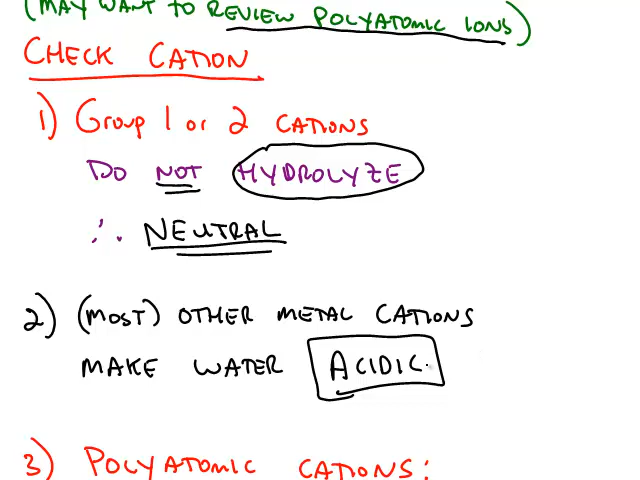 (MAY WANT TO REVIEW POLYATOMIC IONS)
CHECK CATION
1) GROUP 1 or 2 CATIONS
DO NOT HYDROLYZE
∴ NEUTRAL
2) (MOST) OTHER METAL CATIONS
MAKE WATER ACIDIC.
3) POLYATOMIC CATIONS: